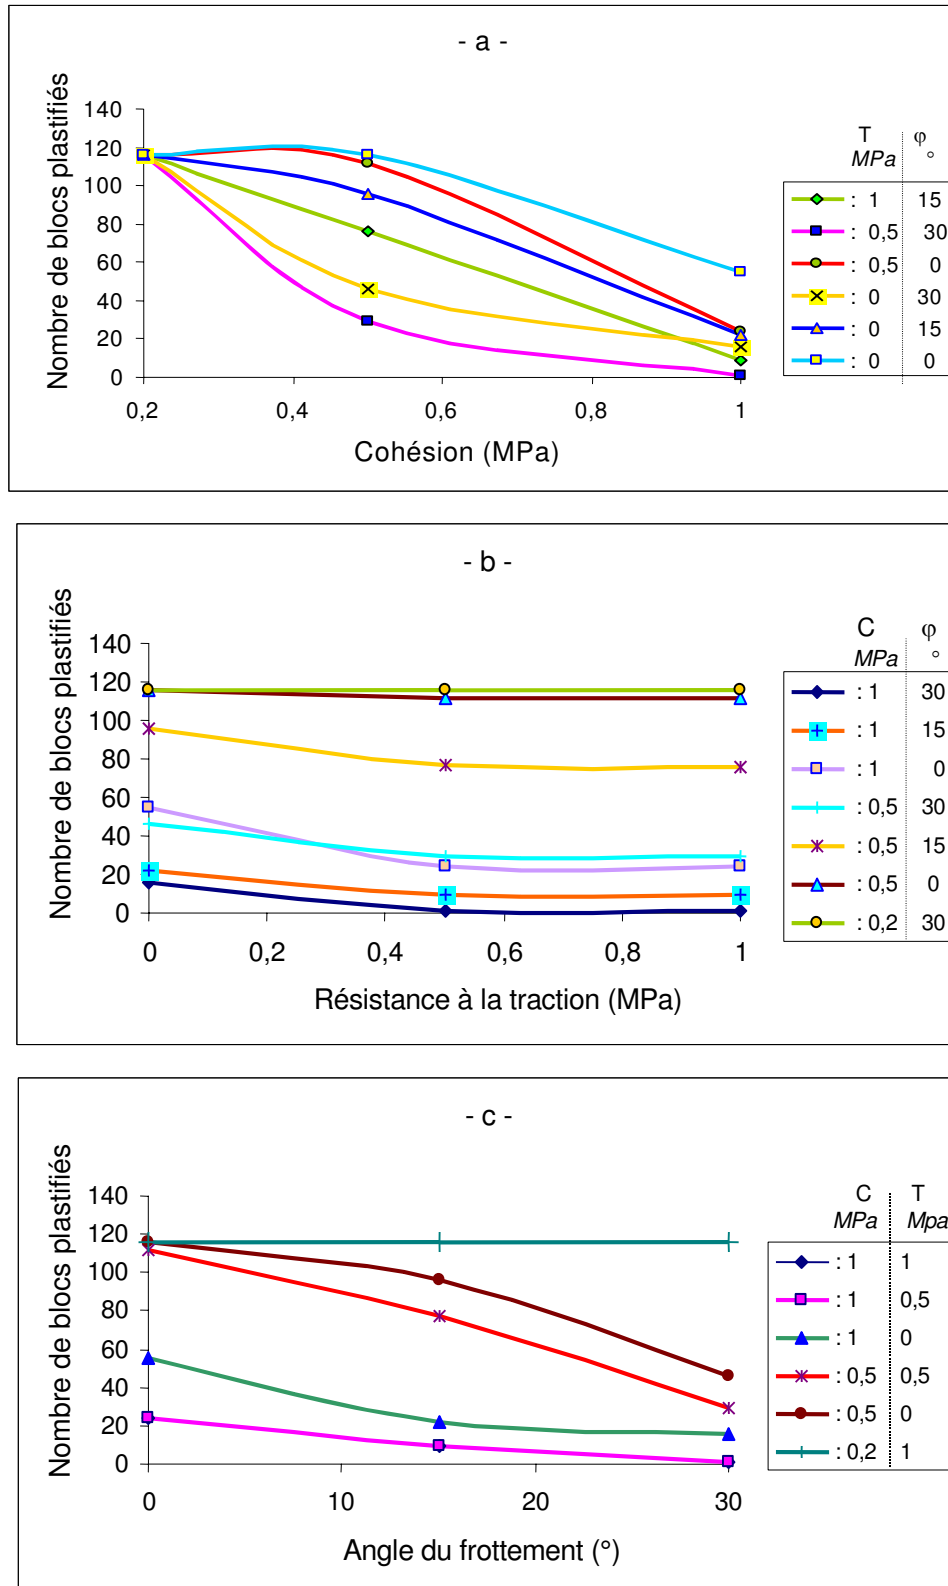 - a -
Nombre de blocs plastifiés
140
120
100
80
60
40
20
0
0,2
0,4
0,6
0,8
1
Cohésion (MPa)
T φ
MPa °
: 1 15
: 0,5 30
: 0,5 0
: 0 30
: 0 15
: 0 0
- b -
Nombre de blocs plastifiés
140
120
100
80
60
40
20
0
0
0,2
0,4
0,6
0,8
1
Résistance à la traction (MPa)
C φ
MPa °
: 1 30
: 1 15
: 1 0
: 0,5 30
: 0,5 15
: 0,5 0
: 0,2 30
- c -
Nombre de blocs plastifiés
140
120
100
80
60
40
20
0
0
10
20
30
Angle du frottement (°)
C T
MPa Mpa
: 1 1
: 1 0,5
: 1 0
: 0,5 0,5
: 0,5 0
: 0,2 1